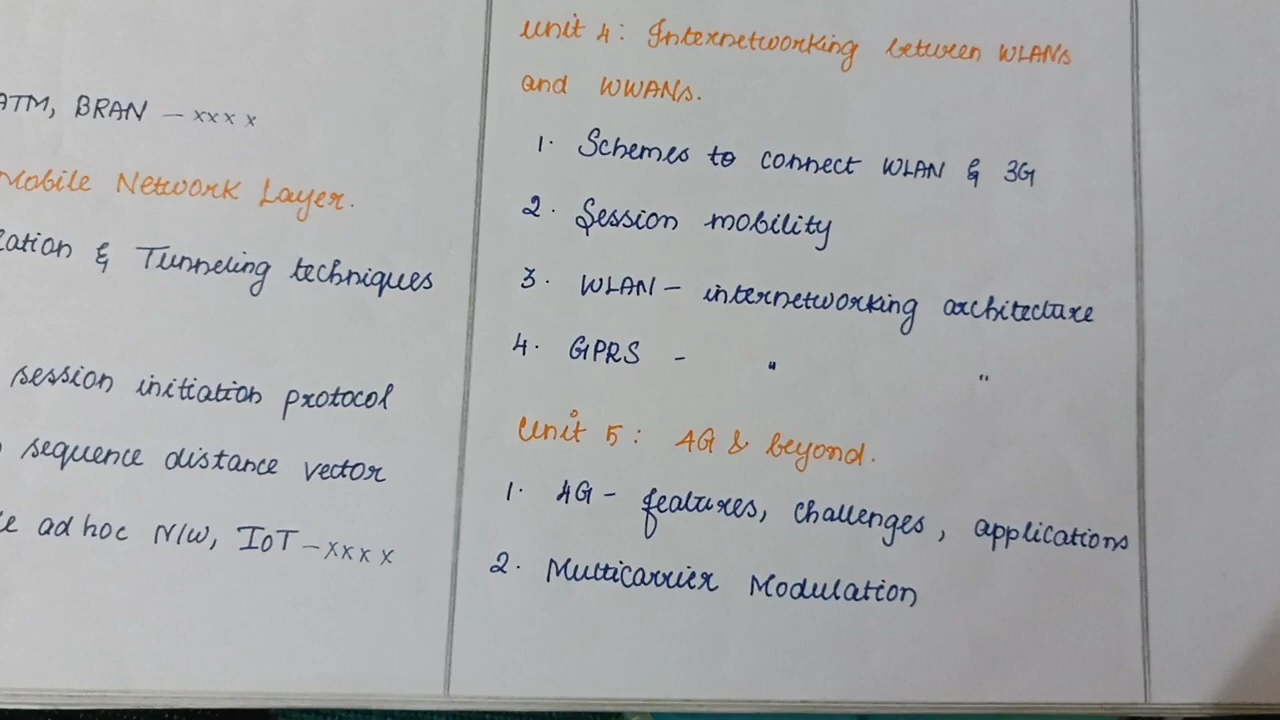 ATM, BRAN - xxxx
Mobile Network Layer.
& Tunneling techniques
session initiation protocol
sequence distance vector
ad hoc N/W, IoT - xxxx
Unit 4: Internetworking between WLANs
and WWANs.
1. Schemes to connect WLAN & 3G
2. Session mobility
3. WLAN - internetworking architecture
4. GPRS - " "
Unit 5: 4G & beyond.
1. 4G - features, challenges, applications
2. Multicarrier Modulation